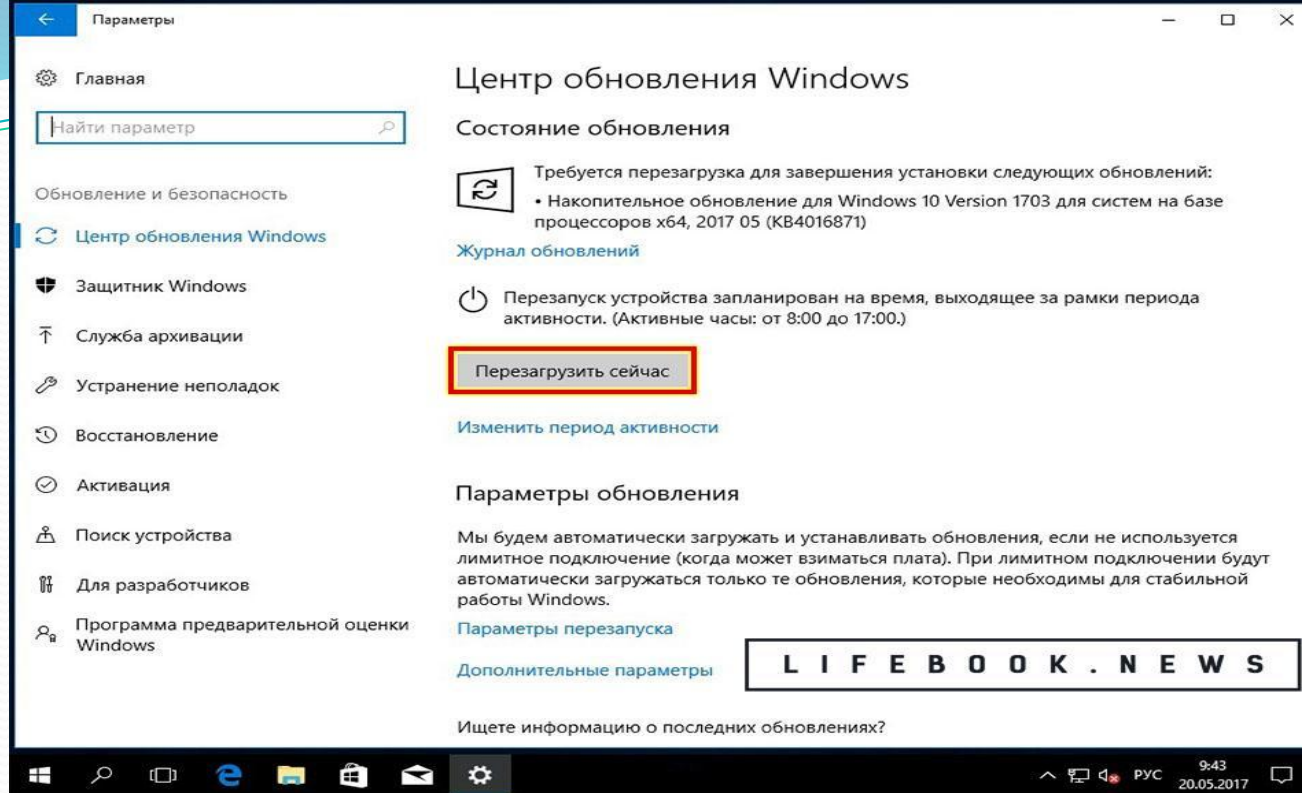 Параметры
Главная
Найти параметр
Обновление и безопасность
Центр обновления Windows
Защитник Windows
Служба архивации
Устранение неполадок
Восстановление
Активация
Поиск устройства
Для разработчиков
Программа предварительной оценки
Windows
Центр обновления Windows
Состояние обновления
Требуется перезагрузка для завершения установки следующих обновлений:
• Накопительное обновление для Windows 10 Version 1703 для систем на базе
процессоров x64, 2017 05 (KB4016871)
Журнал обновлений
Перезапуск устройства запланирован на время, выходящее за рамки периода
активности. (Активные часы: от 8:00 до 17:00.)
Перезагрузить сейчас
Изменить период активности
Параметры обновления
Мы будем автоматически загружать и устанавливать обновления, если не используется
лимитное подключение (когда может взиматься плата). При лимитном подключении будут
автоматически загружаться только те обновления, которые необходимы для стабильной
работы Windows.
Параметры перезапуска
Дополнительные параметры
LIFEBOOK.NEWS
Ищете информацию о последних обновлениях?
РУС
9:43
20.05.2017